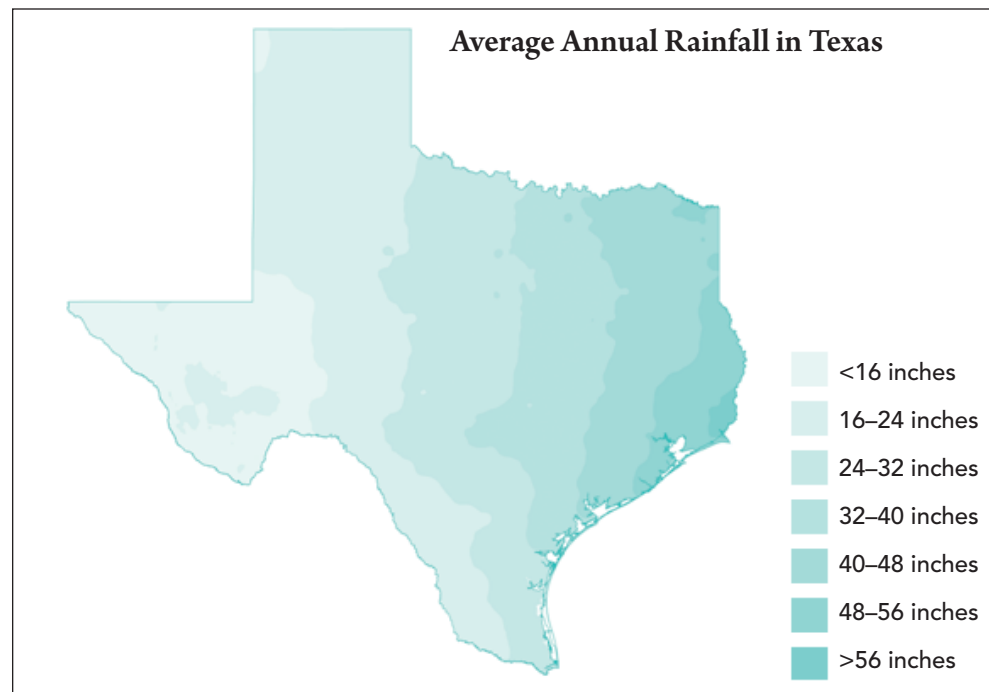 Average Annual Rainfall in Texas
<16 inches
16–24 inches
24–32 inches
32–40 inches
40–48 inches
48–56 inches
>56 inches